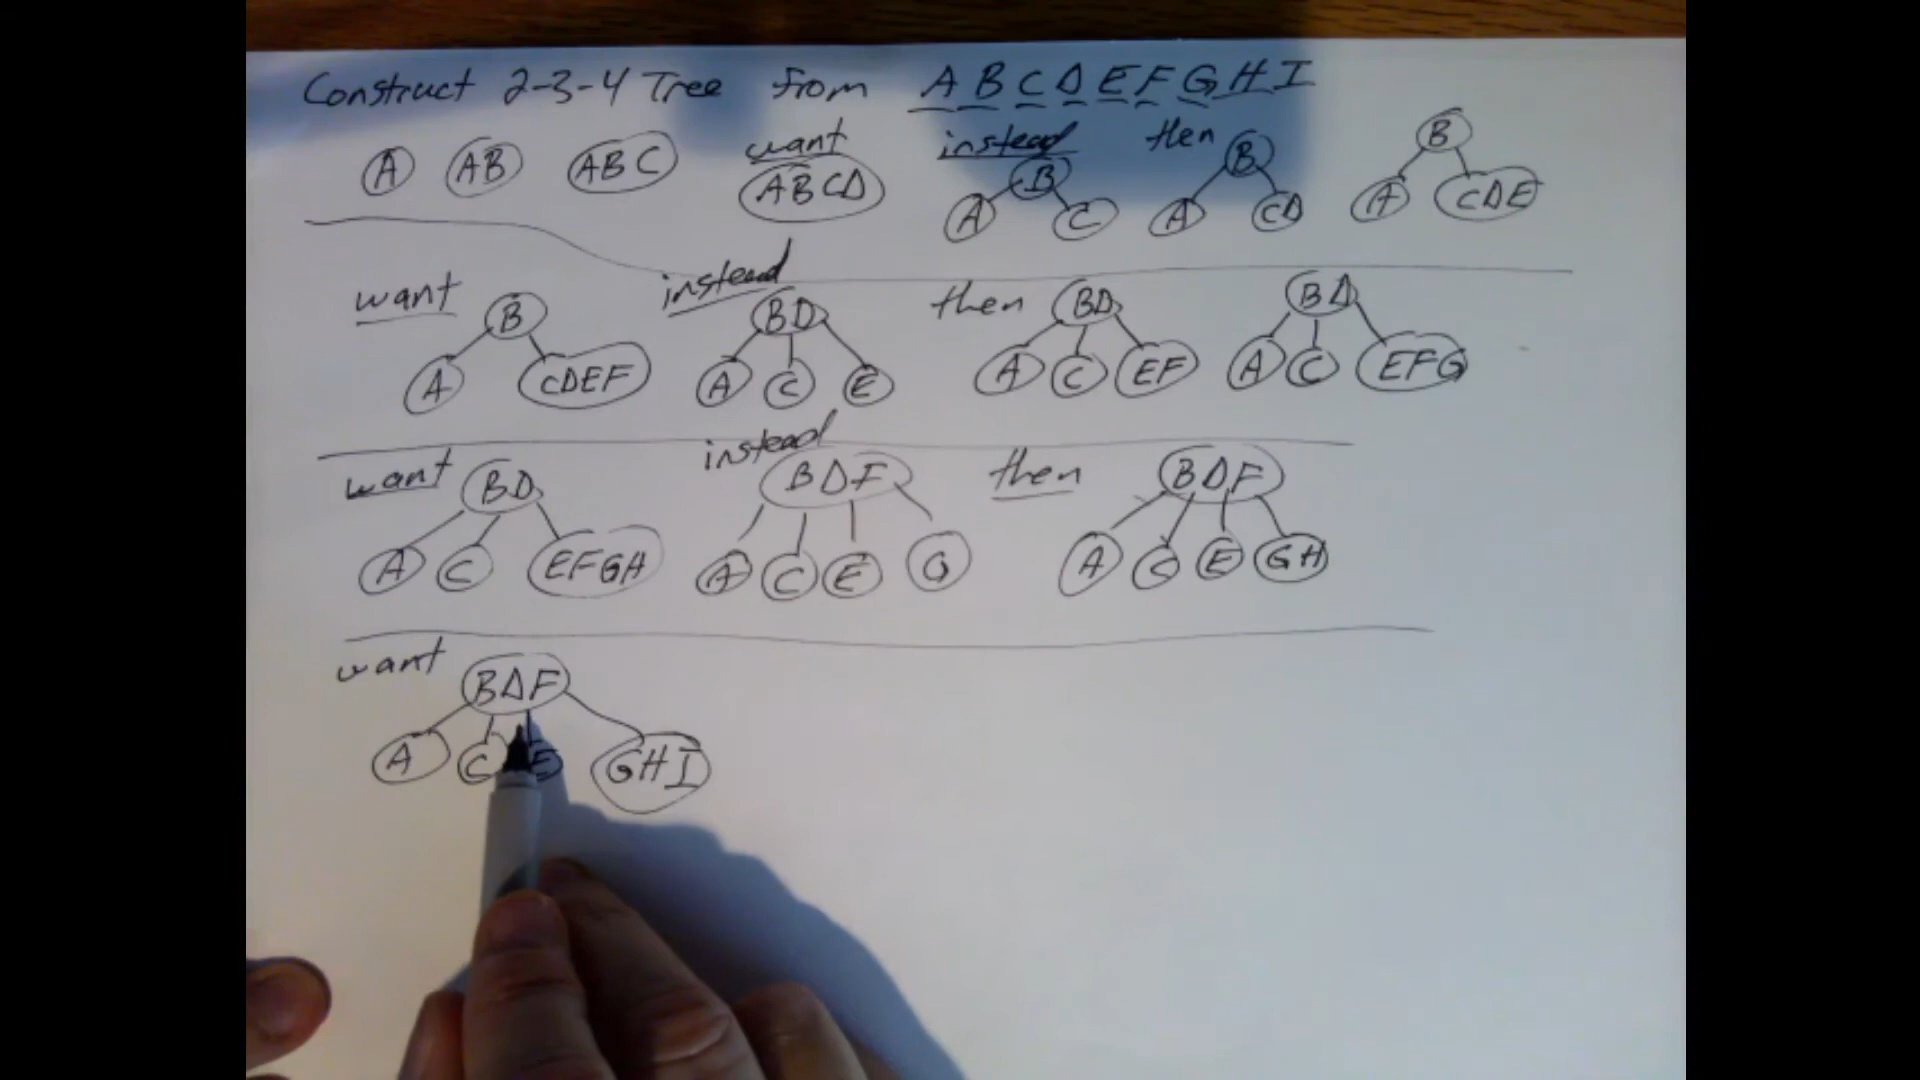 Construct 2-3-4 Tree from A B C D E F G H I
A AB ABC want instead then B
ABCD B B A CDE
A C A CD
want instead then
B BD BD BD
A CDEF A C E A C EF A C EFG
want instead then
BD BDF BDF
A C EFGH A C E G A C E GH
want
BDF
A C E GHI